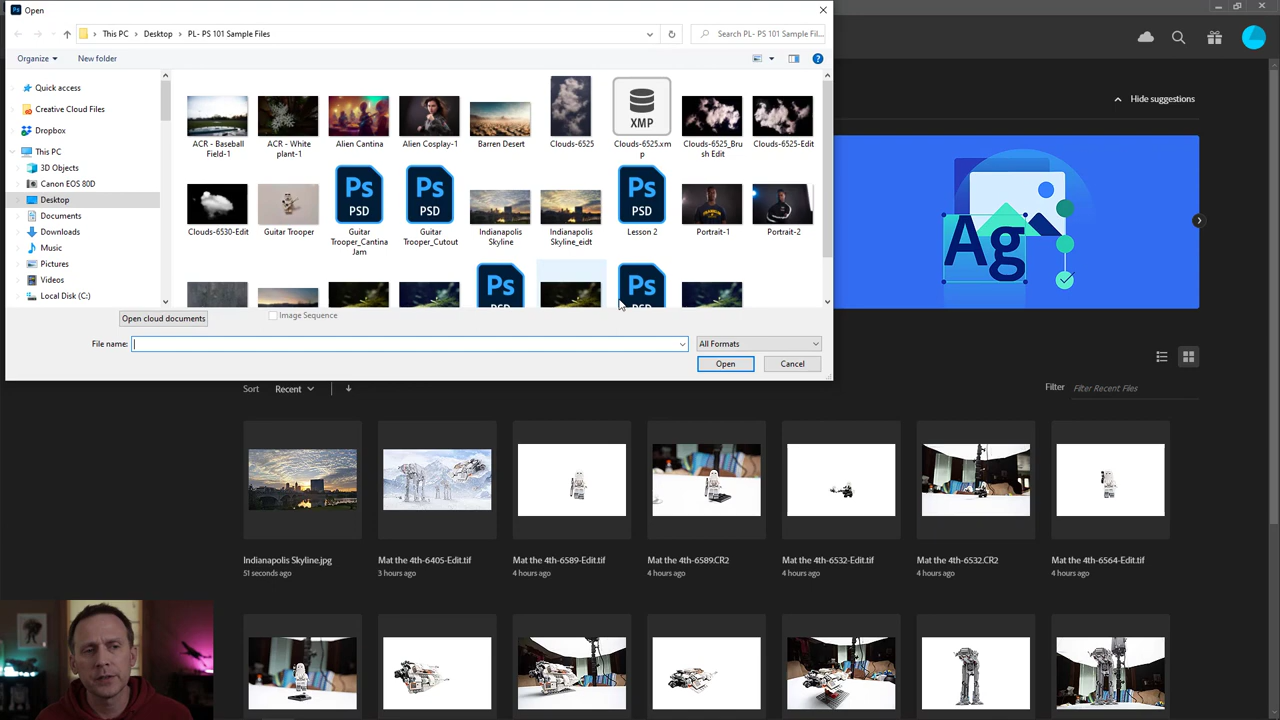 Ps Open
This PC > Desktop > PL- PS 101 Sample Files
Search PL- PS 101 Sample Fil...
Organize
New folder
Quick access
Creative Cloud Files
Dropbox
This PC
3D Objects
Canon EOS 80D
Desktop
Documents
Downloads
Music
Pictures
Videos
Local Disk (C:)
XMP
ACR - Baseball
Field-1
ACR - White
plant-1
Alien Cantina
Alien Cosplay-1
Barren Desert
Clouds-6525
Clouds-6525.xm
p
Clouds-6525_Bru
sh Edit
Clouds-6525-Edit
Ps
PSD
Ps
PSD
Ps
PSD
Clouds-6530-Edit
Guitar Trooper
Guitar
Trooper_Cantina
Jam
Guitar
Trooper_Cutout
Indianapolis
Skyline
Indianapolis
Skyline_eidt
Lesson 2
Portrait-1
Portrait-2
Ps
PSD
Ps
PSD
Open cloud documents
Image Sequence
File name:
All Formats
Open
Cancel
Hide suggestions
Ag
Sort
Recent
Filter
Filter Recent Files
Indianapolis Skyline.jpg
51 seconds ago
Mat the 4th-6405-Edit.tif
3 hours ago
Mat the 4th-6589-Edit.tif
4 hours ago
Mat the 4th-6589.CR2
4 hours ago
Mat the 4th-6532-Edit.tif
4 hours ago
Mat the 4th-6532.CR2
4 hours ago
Mat the 4th-6564-Edit.tif
4 hours ago